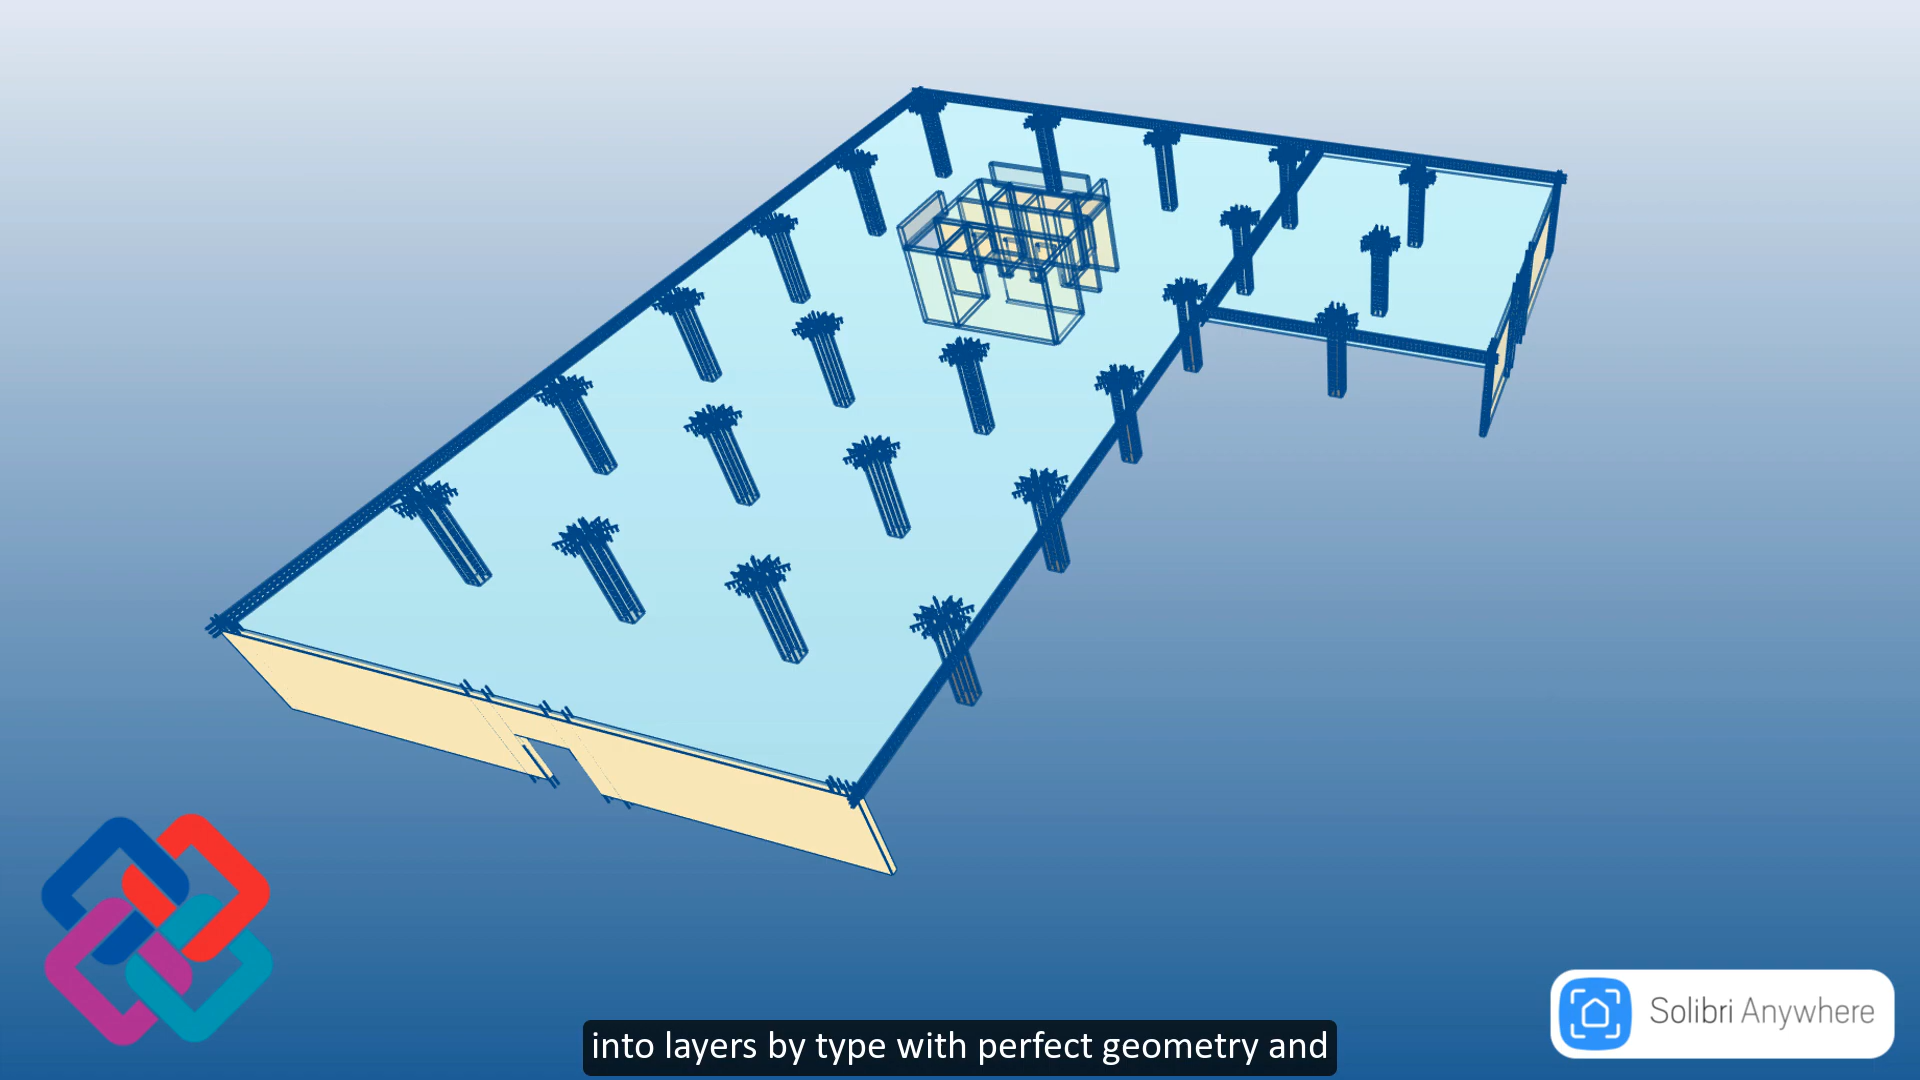 Solibri Anywhere
into layers by type with perfect geometry and